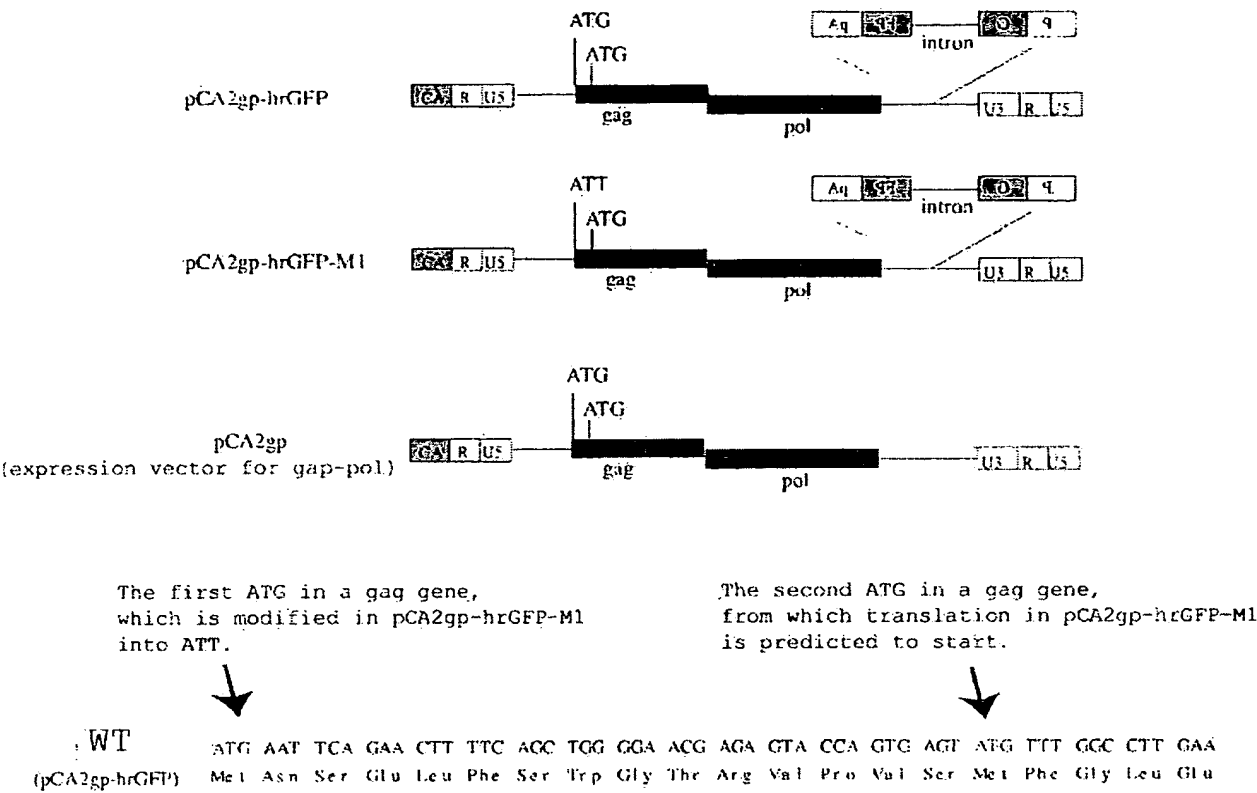 ATG
ATG
intron
pCA2gp-hrGFP
R U5
gag
pol
U3 R U5
ATT
ATG
intron
pCA2gp-hrGFP-M1
GA R U5
gag
pol
U3 R U5
ATG
ATG
pCA2gp
(expression vector for gap-pol)
GA R U5
gag
pol
U3 R U5
The first ATG in a gag gene,
which is modified in pCA2gp-hrGFP-M1
into ATT.
The second ATG in a gag gene,
from which translation in pCA2gp-hrGFP-M1
is predicted to start.
WT
(pCA2gp-hrGFP)
ATG AAT TCA GAA CTT TTC AGC TGG GGA ACG AGA GTA CCA GTG AGT ATG TTT GGC CTT GAA
Met Asn Ser Glu Leu Phe Ser Trp Gly Thr Arg Val Pro Val Ser Met Phe Gly Leu Glu